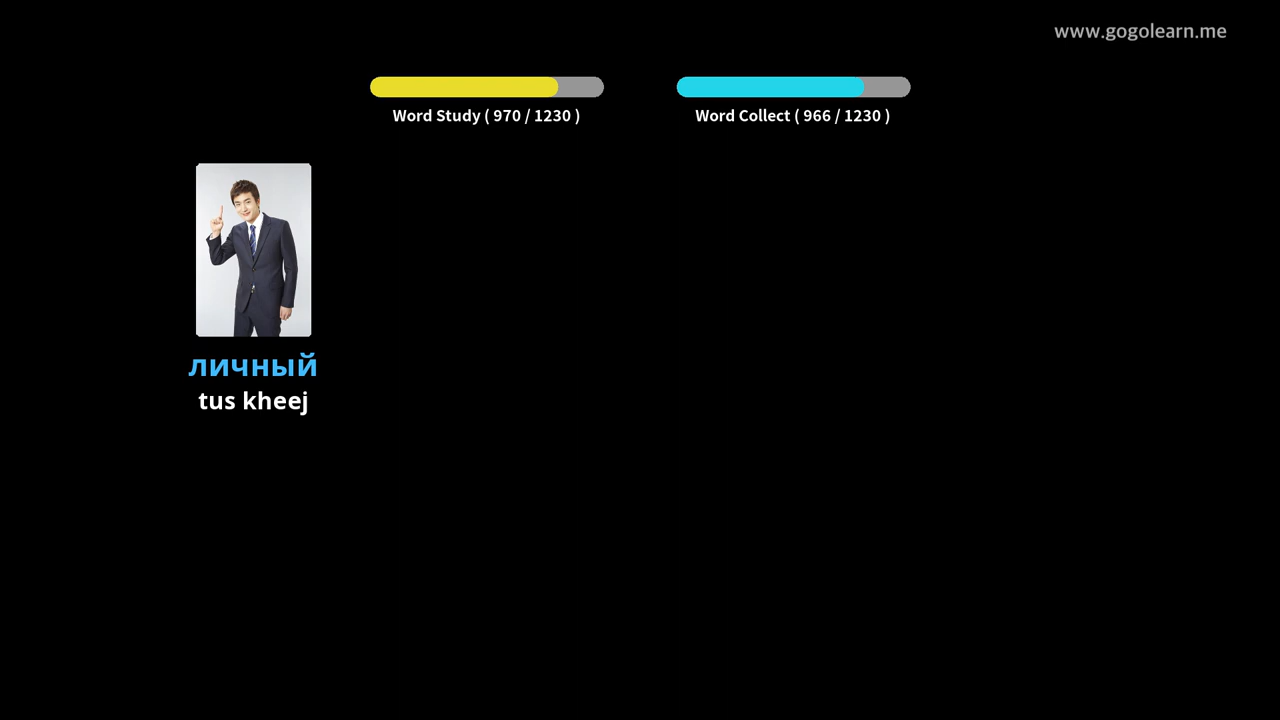 www.gogolearn.me
Word Study ( 970 / 1230 )
Word Collect ( 966 / 1230 )
личный
tus kheej